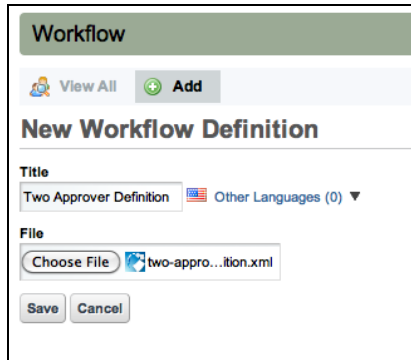 Workflow
View All Add
New Workflow Definition
Title
Two Approver Definition Other Languages (0) ▼
File
Choose File two-appro...ition.xml
Save Cancel